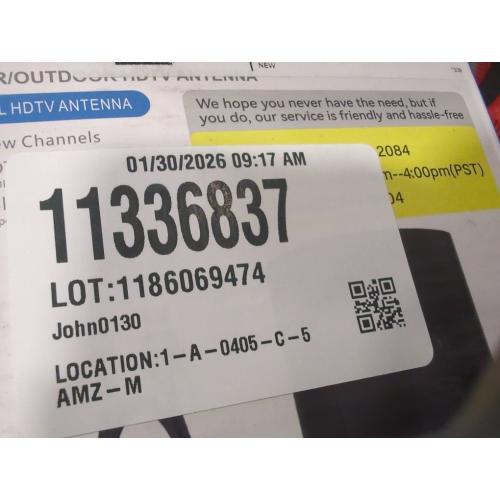 NEW
R/OUTDOOR HDTV ANTENNA
L HDTV ANTENNA
ew Channels
We hope you never have the need, but if
you do, our service is friendly and hassle-free
2084
m--4:00pm(PST)
04
01/30/2026 09:17 AM
11336837
LOT:1186069474
John0130
LOCATION:1-A-0405-C-5
AMZ-M